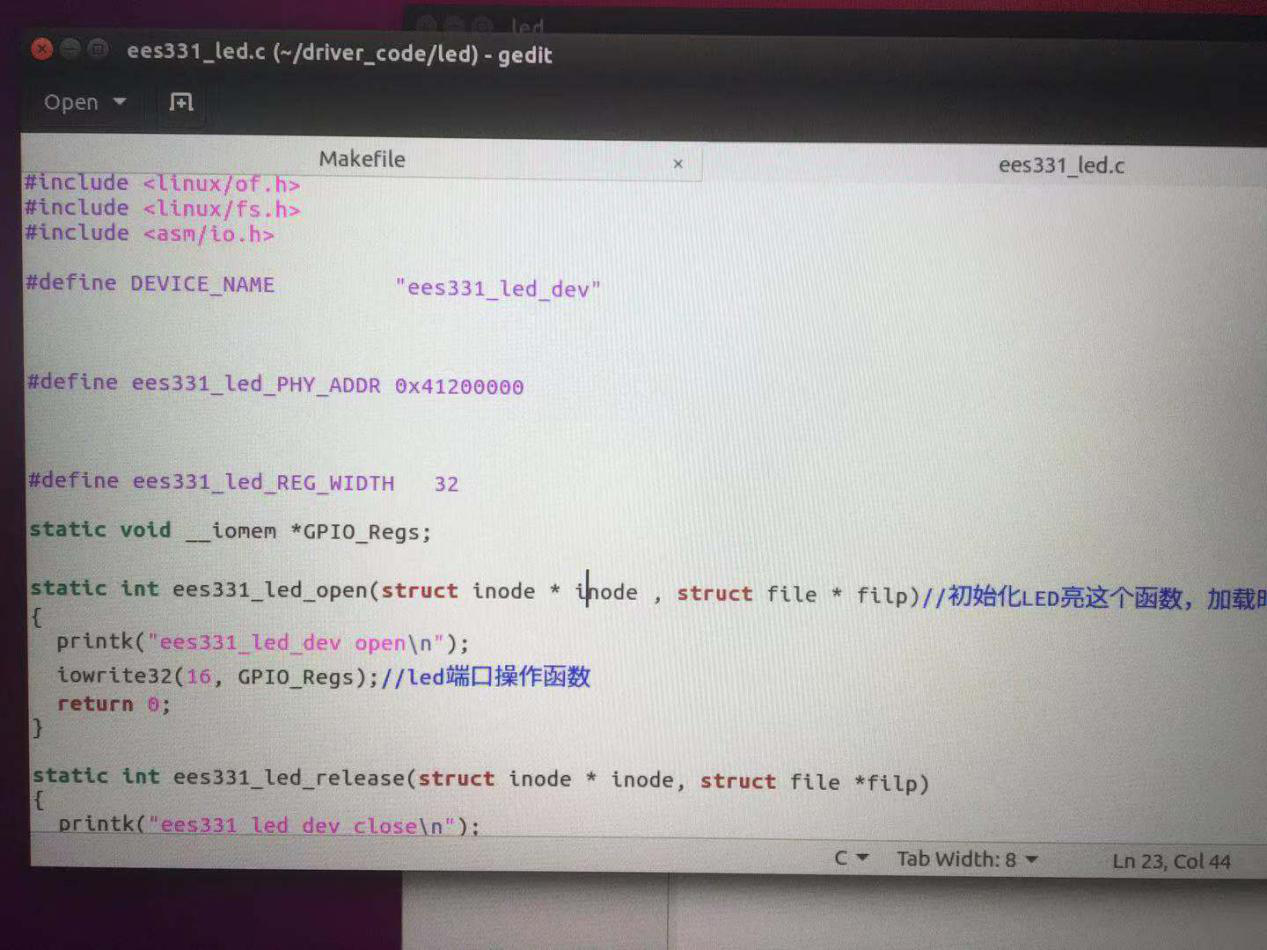 led
ees331_led.c (~/driver_code/led) - gedit
Open
Makefile × ees331_led.c
#include <linux/of.h>
#include <linux/fs.h>
#include <asm/io.h>
#define DEVICE_NAME "ees331_led_dev"
#define ees331_led_PHY_ADDR 0x41200000
#define ees331_led_REG_WIDTH 32
static void __iomem *GPIO_Regs;
static int ees331_led_open(struct inode * inode , struct file * filp)//初始化LED亮这个函数，加载
{
printk("ees331_led_dev open\n");
iowrite32(16, GPIO_Regs);//led端口操作函数
return 0;
}
static int ees331_led_release(struct inode * inode, struct file *filp)
{
printk("ees331_led_dev close\n");
C Tab Width: 8 Ln 23, Col 44